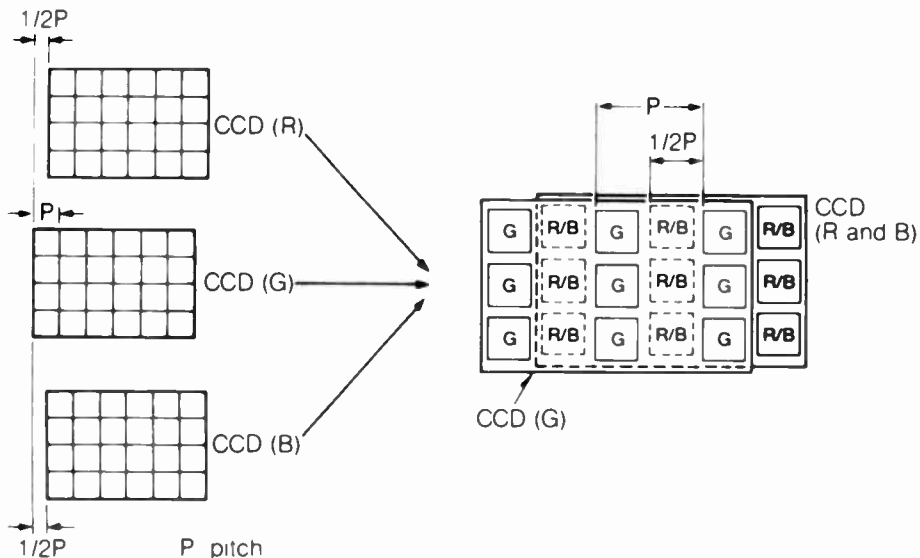 1/2P
CCD (R)
P
CCD (G)
CCD (B)
1/2P
P pitch
P
1/2P
CCD
(R and B)
G R/B G R/B G R/B
G R/B G R/B G R/B
G R/B G R/B G R/B
CCD (G)